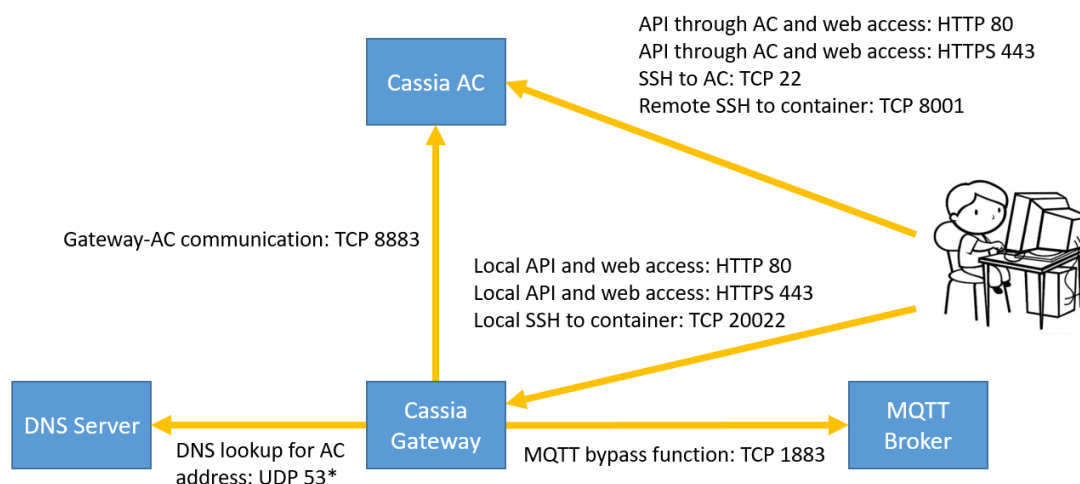 API through AC and web access: HTTP 80
API through AC and web access: HTTPS 443
SSH to AC: TCP 22
Remote SSH to container: TCP 8001
Cassia AC
Gateway-AC communication: TCP 8883
Local API and web access: HTTP 80
Local API and web access: HTTPS 443
Local SSH to container: TCP 20022
DNS Server
Cassia
Gateway
MQTT
Broker
DNS lookup for AC
address: UDP 53*
MQTT bypass function: TCP 1883